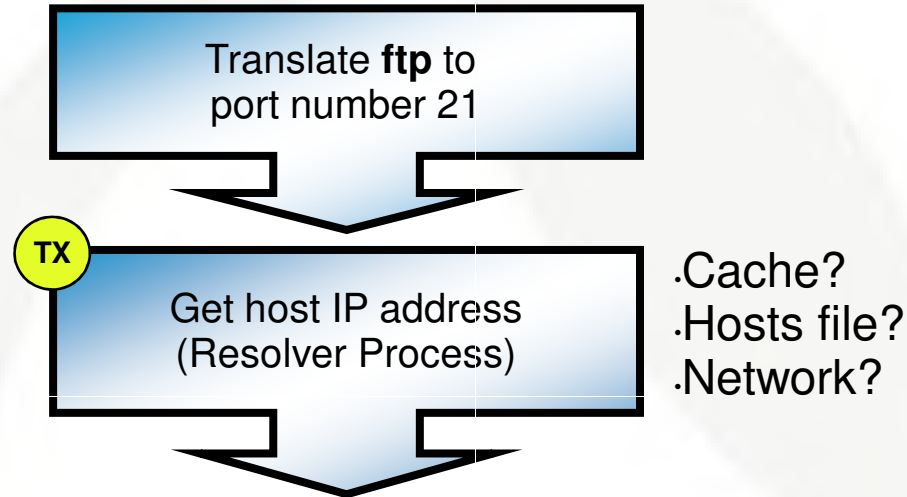 Translate ftp to
port number 21
TX
Get host IP address
(Resolver Process)
·Cache?
·Hosts file?
·Network?